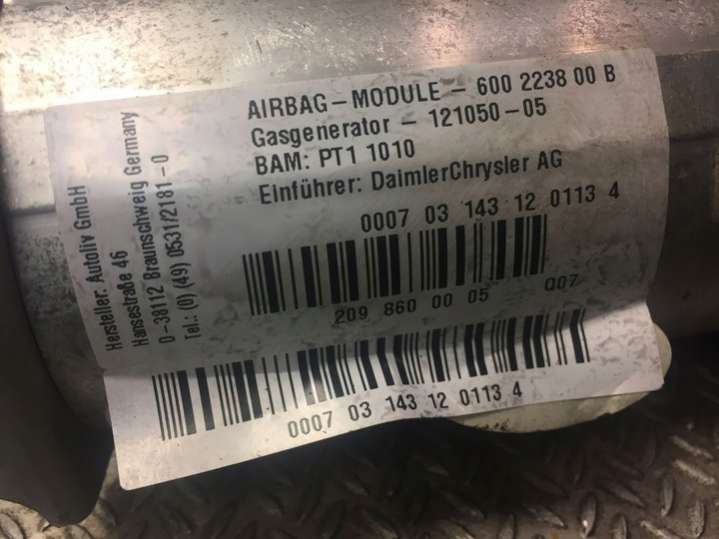 Hersteller: Autoliv GmbH
Hansestraße 46
D-38112 Braunschweig Germany
Tel.: (0) (49) 0531/2181-0
AIRBAG-MODULE - 600 2238 00 B
Gasgenerator - 121050-05
BAM: PT1 1010
Einführer: DaimlerChrysler AG
0007 03 143 12 0113 4
209 860 00 05 Q07
0007 03 143 12 0113 4